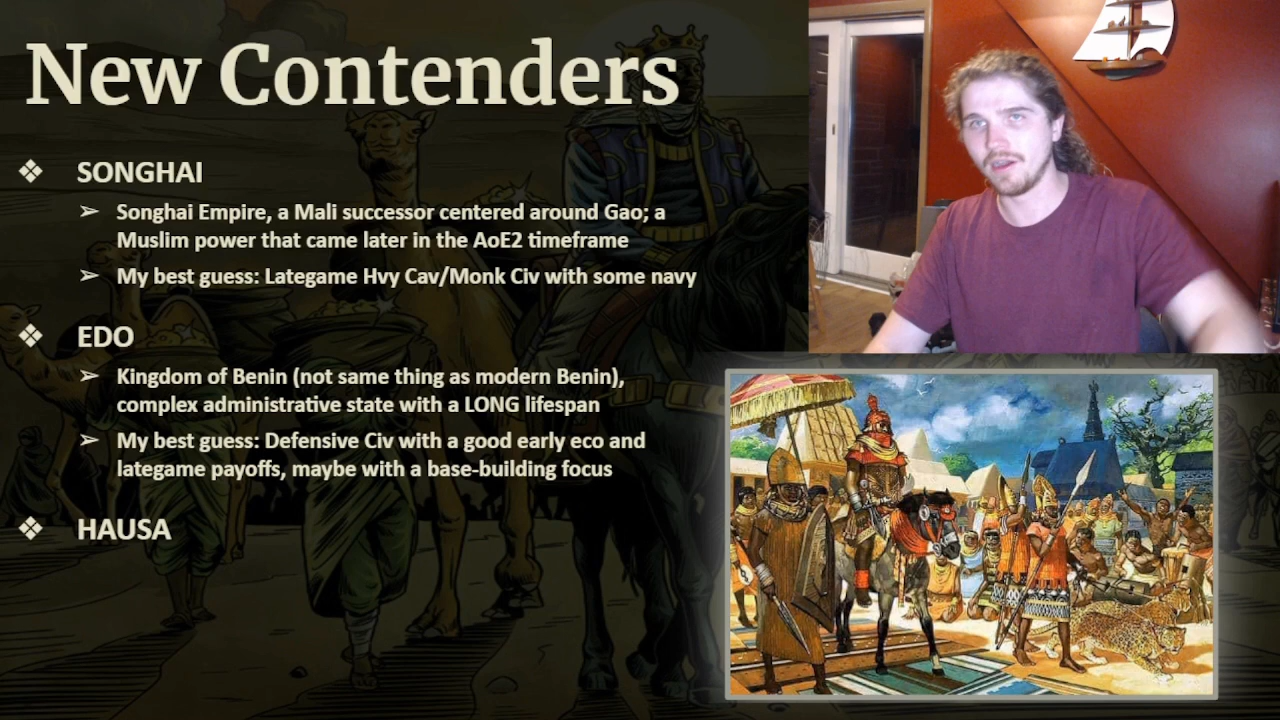 New Contenders
❖ SONGHAI
➢ Songhai Empire, a Mali successor centered around Gao; a
Muslim power that came later in the AoE2 timeframe
➢ My best guess: Lategame Hvy Cav/Monk Civ with some navy
❖ EDO
➢ Kingdom of Benin (not same thing as modern Benin),
complex administrative state with a LONG lifespan
➢ My best guess: Defensive Civ with a good early eco and
lategame payoffs, maybe with a base-building focus
❖ HAUSA